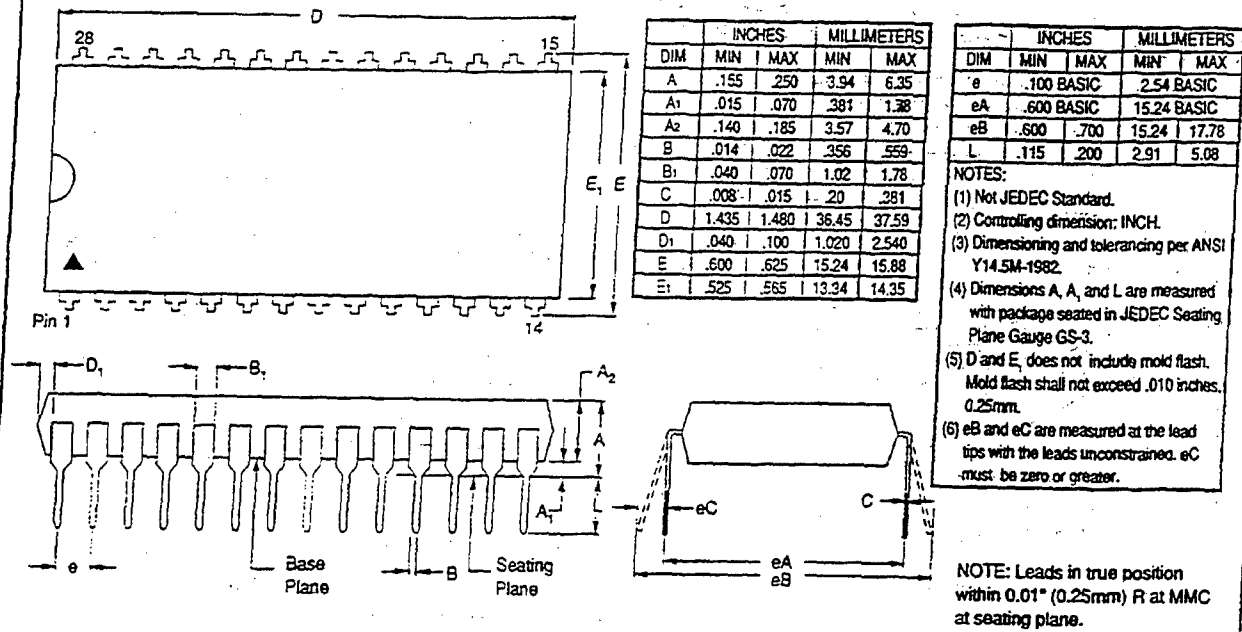 D
28 15
E₁ E
Pin 1 14
INCHES MILLIMETERS
DIM MIN MAX MIN MAX
A .155 .250 3.94 6.35
A₁ .015 .070 .381
A₂ .140 .185 3.57 4.70
B .014 .022 .356 .559
B₁ .040 .070 1.02 1.78
C .008 .015 .20 .381
D 1.435 1.480 36.45 37.59
D₁ .040 .100 1.020 2.540
E .600 .625 15.24 15.88
E₁ .525 .565 13.34 14.35
INCHES MILLIMETERS
DIM MIN MAX MIN MAX
e .100 BASIC 2.54 BASIC
eA .600 BASIC 15.24 BASIC
eB .600 .700 15.24 17.78
L .115 .200 2.91 5.08
NOTES:
(1) Not JEDEC Standard.
(2) Controlling dimension: INCH.
(3) Dimensioning and tolerancing per ANSI
Y14.5M-1982.
(4) Dimensions A, A₁ and L are measured
with package seated in JEDEC Seating
Plane Gauge GS-3.
(5) D and E₁ does not include mold flash.
Mold flash shall not exceed .010 inches.
0.25mm.
(6) eB and eC are measured at the lead
tips with the leads unconstrained. eC
must be zero or greater.
D₁ B₁ A₂
A
A₁ L
e Base
Plane
B Seating
Plane
eC C
eA
eB
NOTE: Leads in true position
within 0.01" (0.25mm) R at MMC
at seating plane.